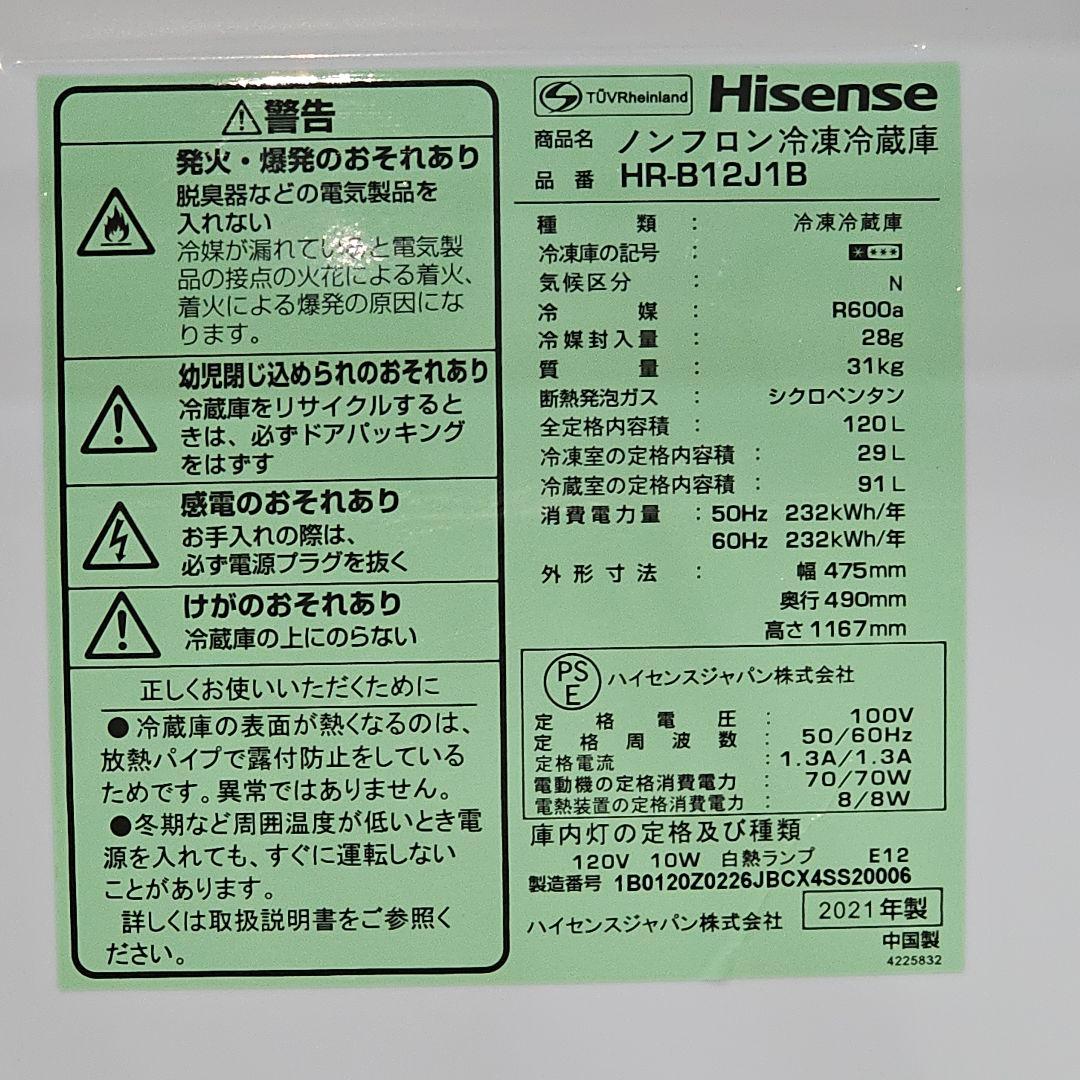 警告
発火・爆発のおそれあり
脱臭器などの電気製品を
入れない
冷媒が漏れていると電気製
品の接点の火花による着火、
着火による爆発の原因にな
ります。
幼児閉じ込められのおそれあり
冷蔵庫をリサイクルすると
きは、必ずドアパッキング
をはずす
感電のおそれあり
お手入れの際は、
必ず電源プラグを抜く
けがのおそれあり
冷蔵庫の上にのらない
正しくお使いいただくために
●冷蔵庫の表面が熱くなるのは、
放熱パイプで露付防止をしている
ためです。異常ではありません。
●冬期など周囲温度が低いとき電
源を入れても、すぐに運転しない
ことがあります。
詳しくは取扱説明書をご参照く
ださい。
TÜVRheinland Hisense
商品名 ノンフロン冷凍冷蔵庫
品番 HR-B12J1B
種類 : 冷凍冷蔵庫
冷凍庫の記号 : ****
気候区分 : N
冷媒 : R600a
冷媒封入量 : 28g
質量 : 31kg
断熱発泡ガス : シクロペンタン
全定格内容積 : 120L
冷凍室の定格内容積 : 29L
冷蔵室の定格内容積 : 91L
消費電力量 : 50Hz 232kWh/年
60Hz 232kWh/年
外形寸法 : 幅 475mm
奥行 490mm
高さ 1167mm
PSE ハイセンスジャパン株式会社
定格電圧 : 100V
定格周波数 : 50/60Hz
定格電流 : 1.3A/1.3A
電動機の定格消費電力 : 70/70W
電熱装置の定格消費電力 : 8/8W
庫内灯の定格及び種類
120V 10W 白熱ランプ E12
製造番号 1B0120Z0226JBCX4SS20006
ハイセンスジャパン株式会社 2021年製
中国製
4225832